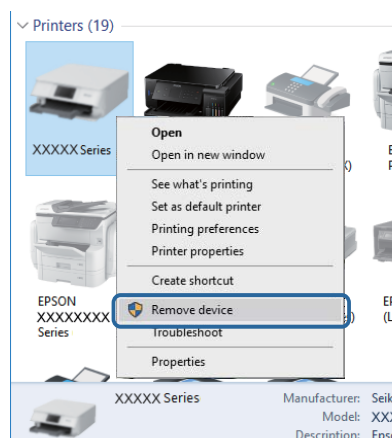 Printers (19)
XXXXX Series
Open
Open in new window
See what's printing
Set as default printer
Printing preferences
Printer properties
Create shortcut
Remove device
Troubleshoot
Properties
EPSON
XXXXXXXX
Series
XXXXX Series
Manufacturer:
Model:
Description: